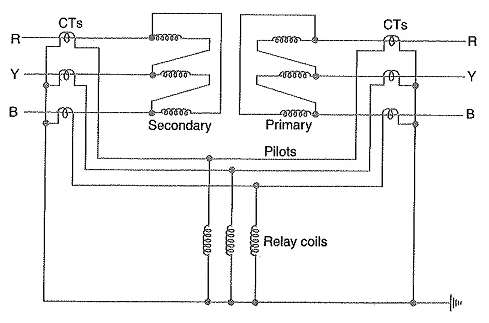 CTs CTs
R R
Y Y
B B
Secondary Primary
Pilots
Relay coils